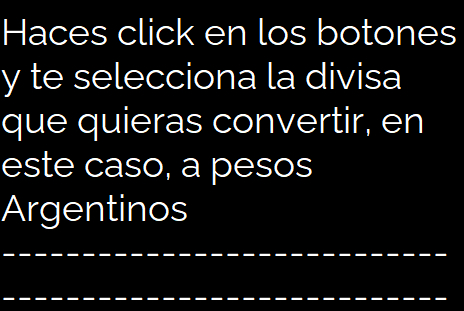 Haces click en los botones
y te selecciona la divisa
que quieras convertir, en
este caso, a pesos
Argentinos
----------------------------
----------------------------